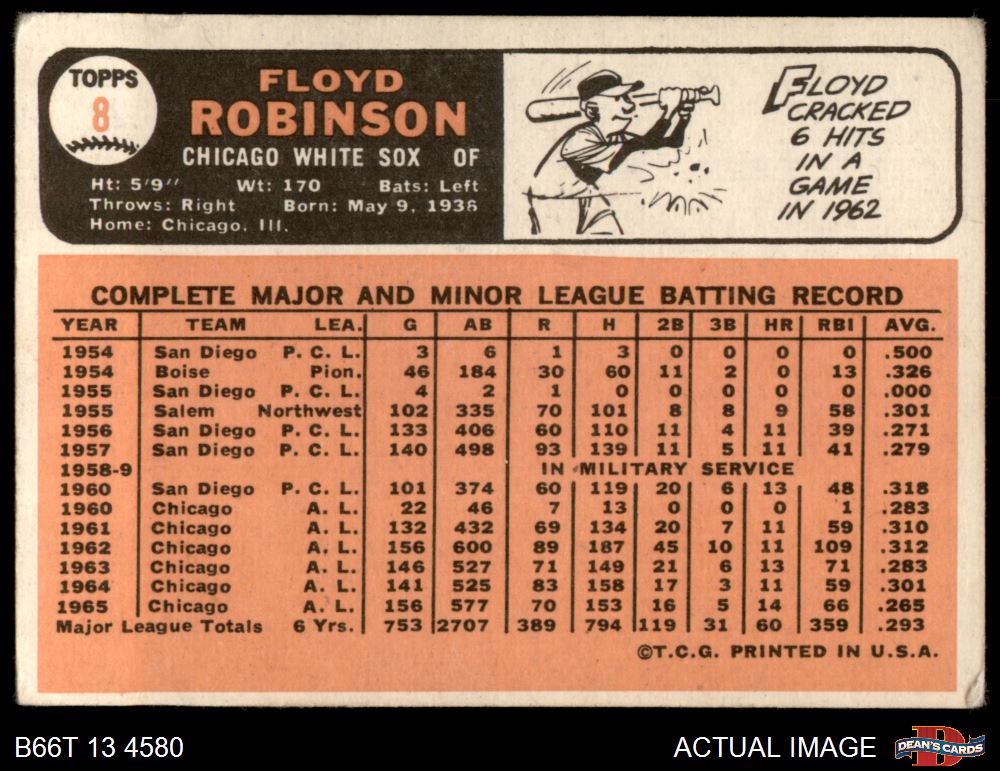 TOPPS
8
FLOYD
ROBINSON
CHICAGO WHITE SOX OF
Ht: 5'9" Wt: 170 Bats: Left
Throws: Right Born: May 9, 1936
Home: Chicago, Ill.
FLOYD
CRACKED
6 HITS
IN A
GAME
IN 1962
COMPLETE MAJOR AND MINOR LEAGUE BATTING RECORD
YEAR TEAM LEA. G AB R H 2B 3B HR RBI AVG.
1954 San Diego P. C. L. 3 6 1 3 0 0 0 0 .500
1954 Boise Pion. 46 184 30 60 11 2 0 13 .326
1955 San Diego P. C. L. 4 2 1 0 0 0 0 0 .000
1955 Salem Northwest 102 335 70 101 8 8 9 58 .301
1956 San Diego P. C. L. 133 406 60 110 11 4 11 39 .271
1957 San Diego P. C. L. 140 498 93 139 11 5 11 41 .279
1958-9 IN MILITARY SERVICE
1960 San Diego P. C. L. 101 374 60 119 20 6 13 48 .318
1960 Chicago A. L. 22 46 7 13 0 0 0 1 .283
1961 Chicago A. L. 132 432 69 134 20 7 11 59 .310
1962 Chicago A. L. 156 600 89 187 45 10 11 109 .312
1963 Chicago A. L. 146 527 71 149 21 6 13 71 .283
1964 Chicago A. L. 141 525 83 158 17 3 11 59 .301
1965 Chicago A. L. 156 577 70 153 16 5 14 66 .265
Major League Totals 6 Yrs. 753 2707 389 794 119 31 60 359 .293
©T.C.G. PRINTED IN U.S.A.
B66T 13 4580
ACTUAL IMAGE
D
DEAN'S CARDS